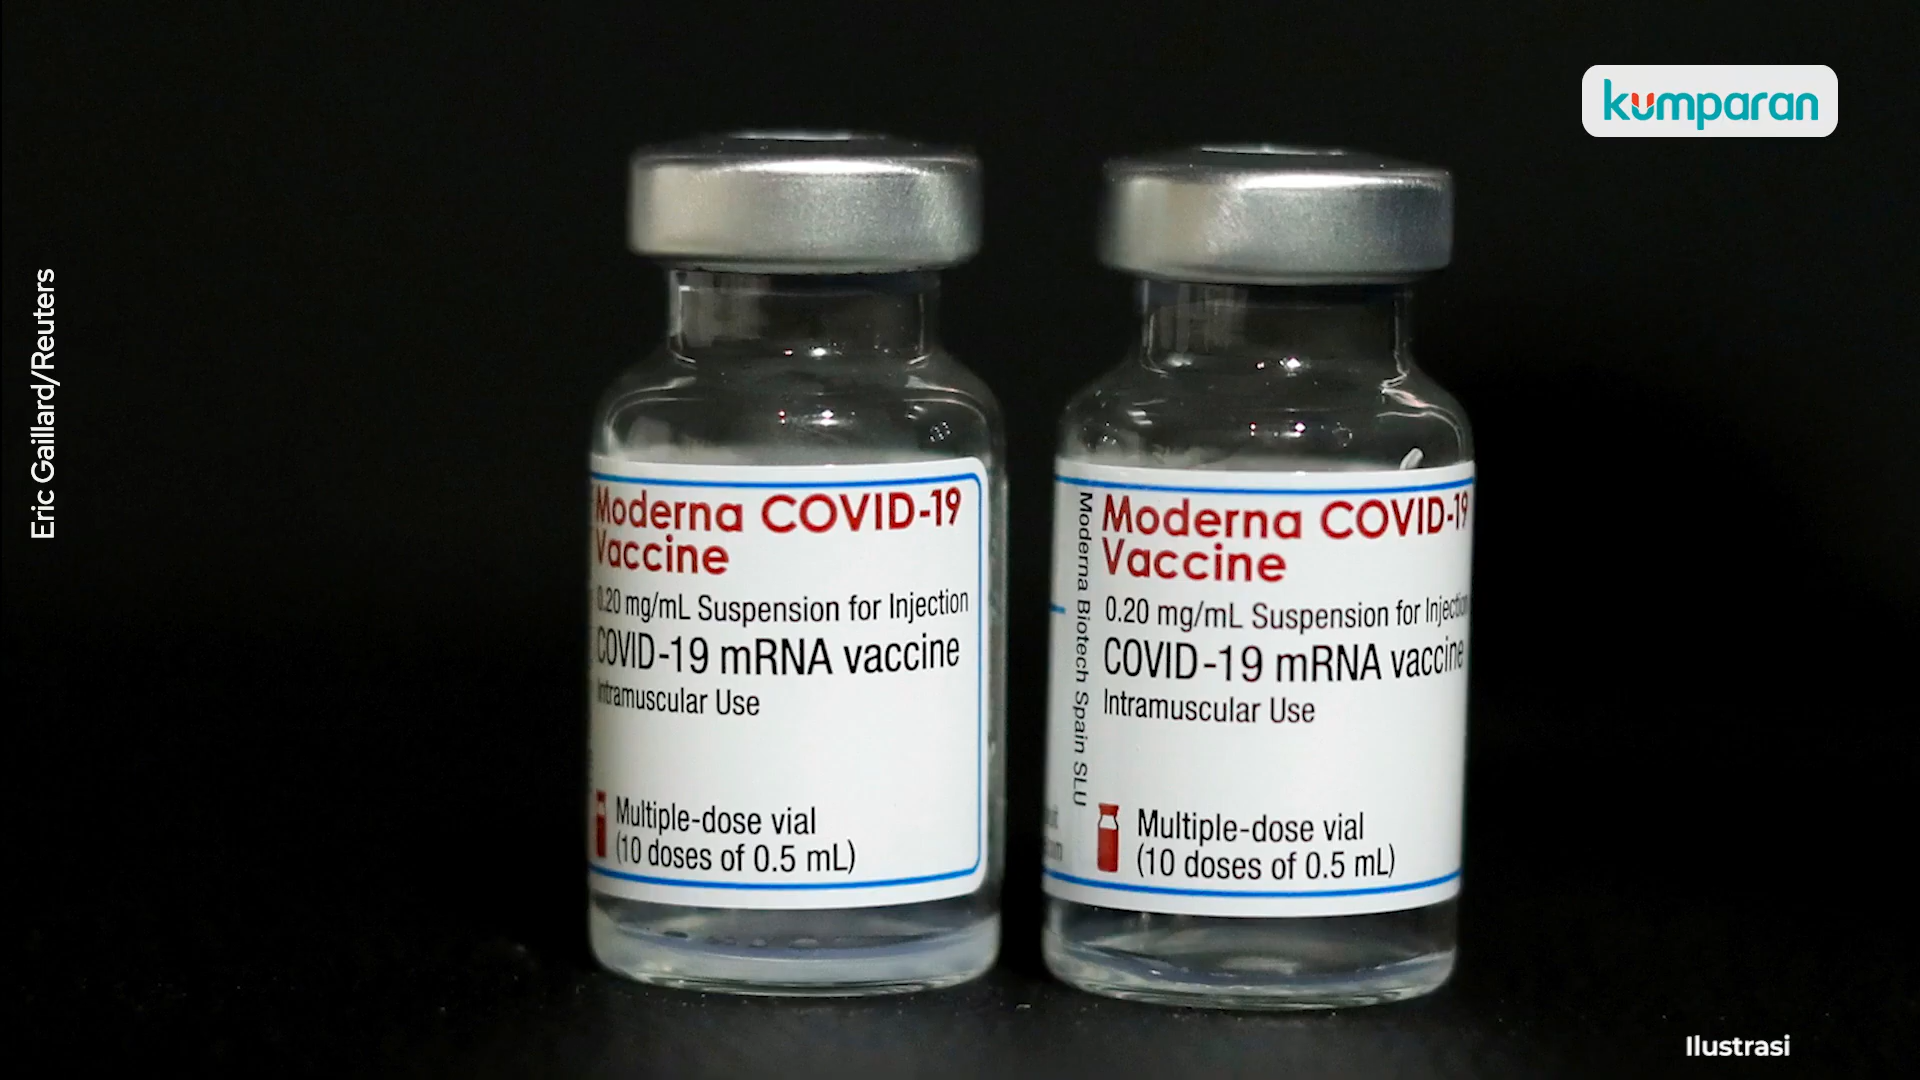 kumparan
Eric Gaillard/Reuters
Moderna COVID-19
Vaccine
0.20 mg/mL Suspension for Injection
COVID-19 mRNA vaccine
Intramuscular Use
Multiple-dose vial
(10 doses of 0.5 mL)
Moderna Biotech Spain SLU
Moderna COVID-19
Vaccine
0.20 mg/mL Suspension for Injection
COVID-19 mRNA vaccine
Intramuscular Use
Multiple-dose vial
(10 doses of 0.5 mL)
Ilustrasi